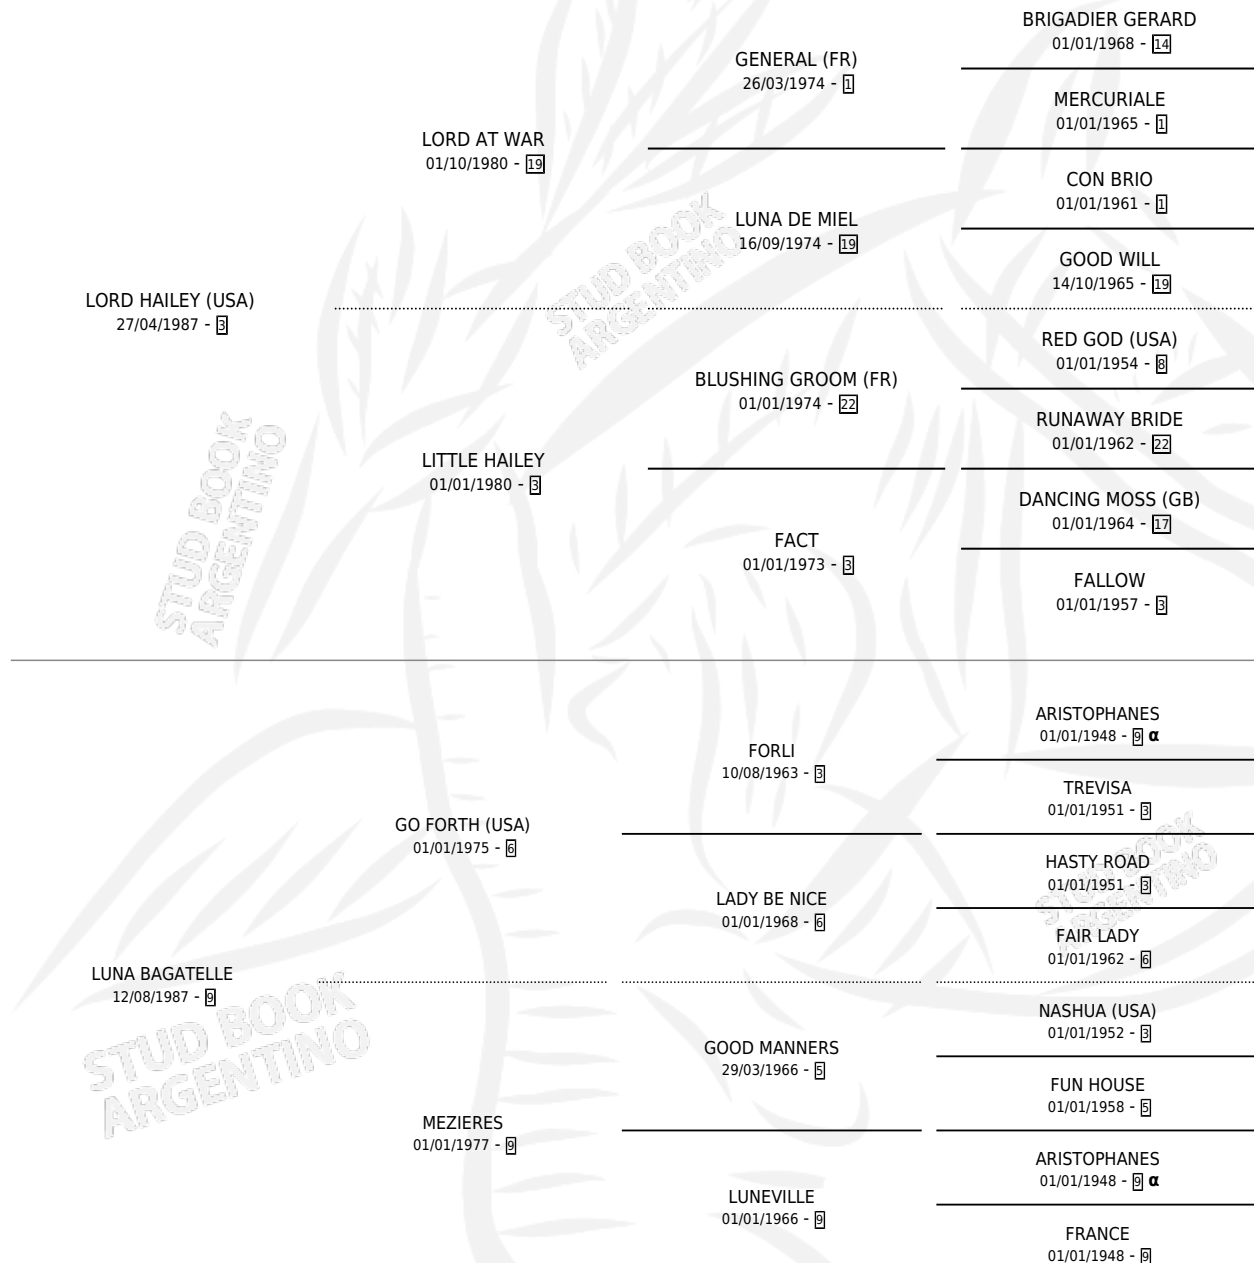 BRIGADIER GERARD
01/01/1968 - 14
GENERAL (FR)
26/03/1974 - 1
MERCURIALE
01/01/1965 - 1
LORD AT WAR
01/10/1980 - 19
CON BRIO
01/01/1961 - 1
LUNA DE MIEL
16/09/1974 - 19
GOOD WILL
14/10/1965 - 19
STUD BOOK
ARGENTINO
LORD HAILEY (USA)
27/04/1987 - 3
RED GOD (USA)
01/01/1954 - 8
BLUSHING GROOM (FR)
01/01/1974 - 22
RUNAWAY BRIDE
01/01/1962 - 22
LITTLE HAILEY
01/01/1980 - 3
DANCING MOSS (GB)
01/01/1964 - 17
FACT
01/01/1973 - 3
FALLOW
01/01/1957 - 3
STUD BOOK
ARGENTINO
ARISTOPHANES
01/01/1948 - 9 α
FORLI
10/08/1963 - 3
TREVISA
01/01/1951 - 3
GO FORTH (USA)
01/01/1975 - 6
HASTY ROAD
01/01/1951 - 3
STUD BOOK
ARGENTINO
LADY BE NICE
01/01/1968 - 6
FAIR LADY
01/01/1962 - 6
LUNA BAGATELLE
12/08/1987 - 9
STUD BOOK
ARGENTINO
NASHUA (USA)
01/01/1952 - 3
GOOD MANNERS
29/03/1966 - 5
FUN HOUSE
01/01/1958 - 5
MEZIERES
01/01/1977 - 9
ARISTOPHANES
01/01/1948 - 9 α
LUNEVILLE
01/01/1966 - 9
FRANCE
01/01/1948 - 9